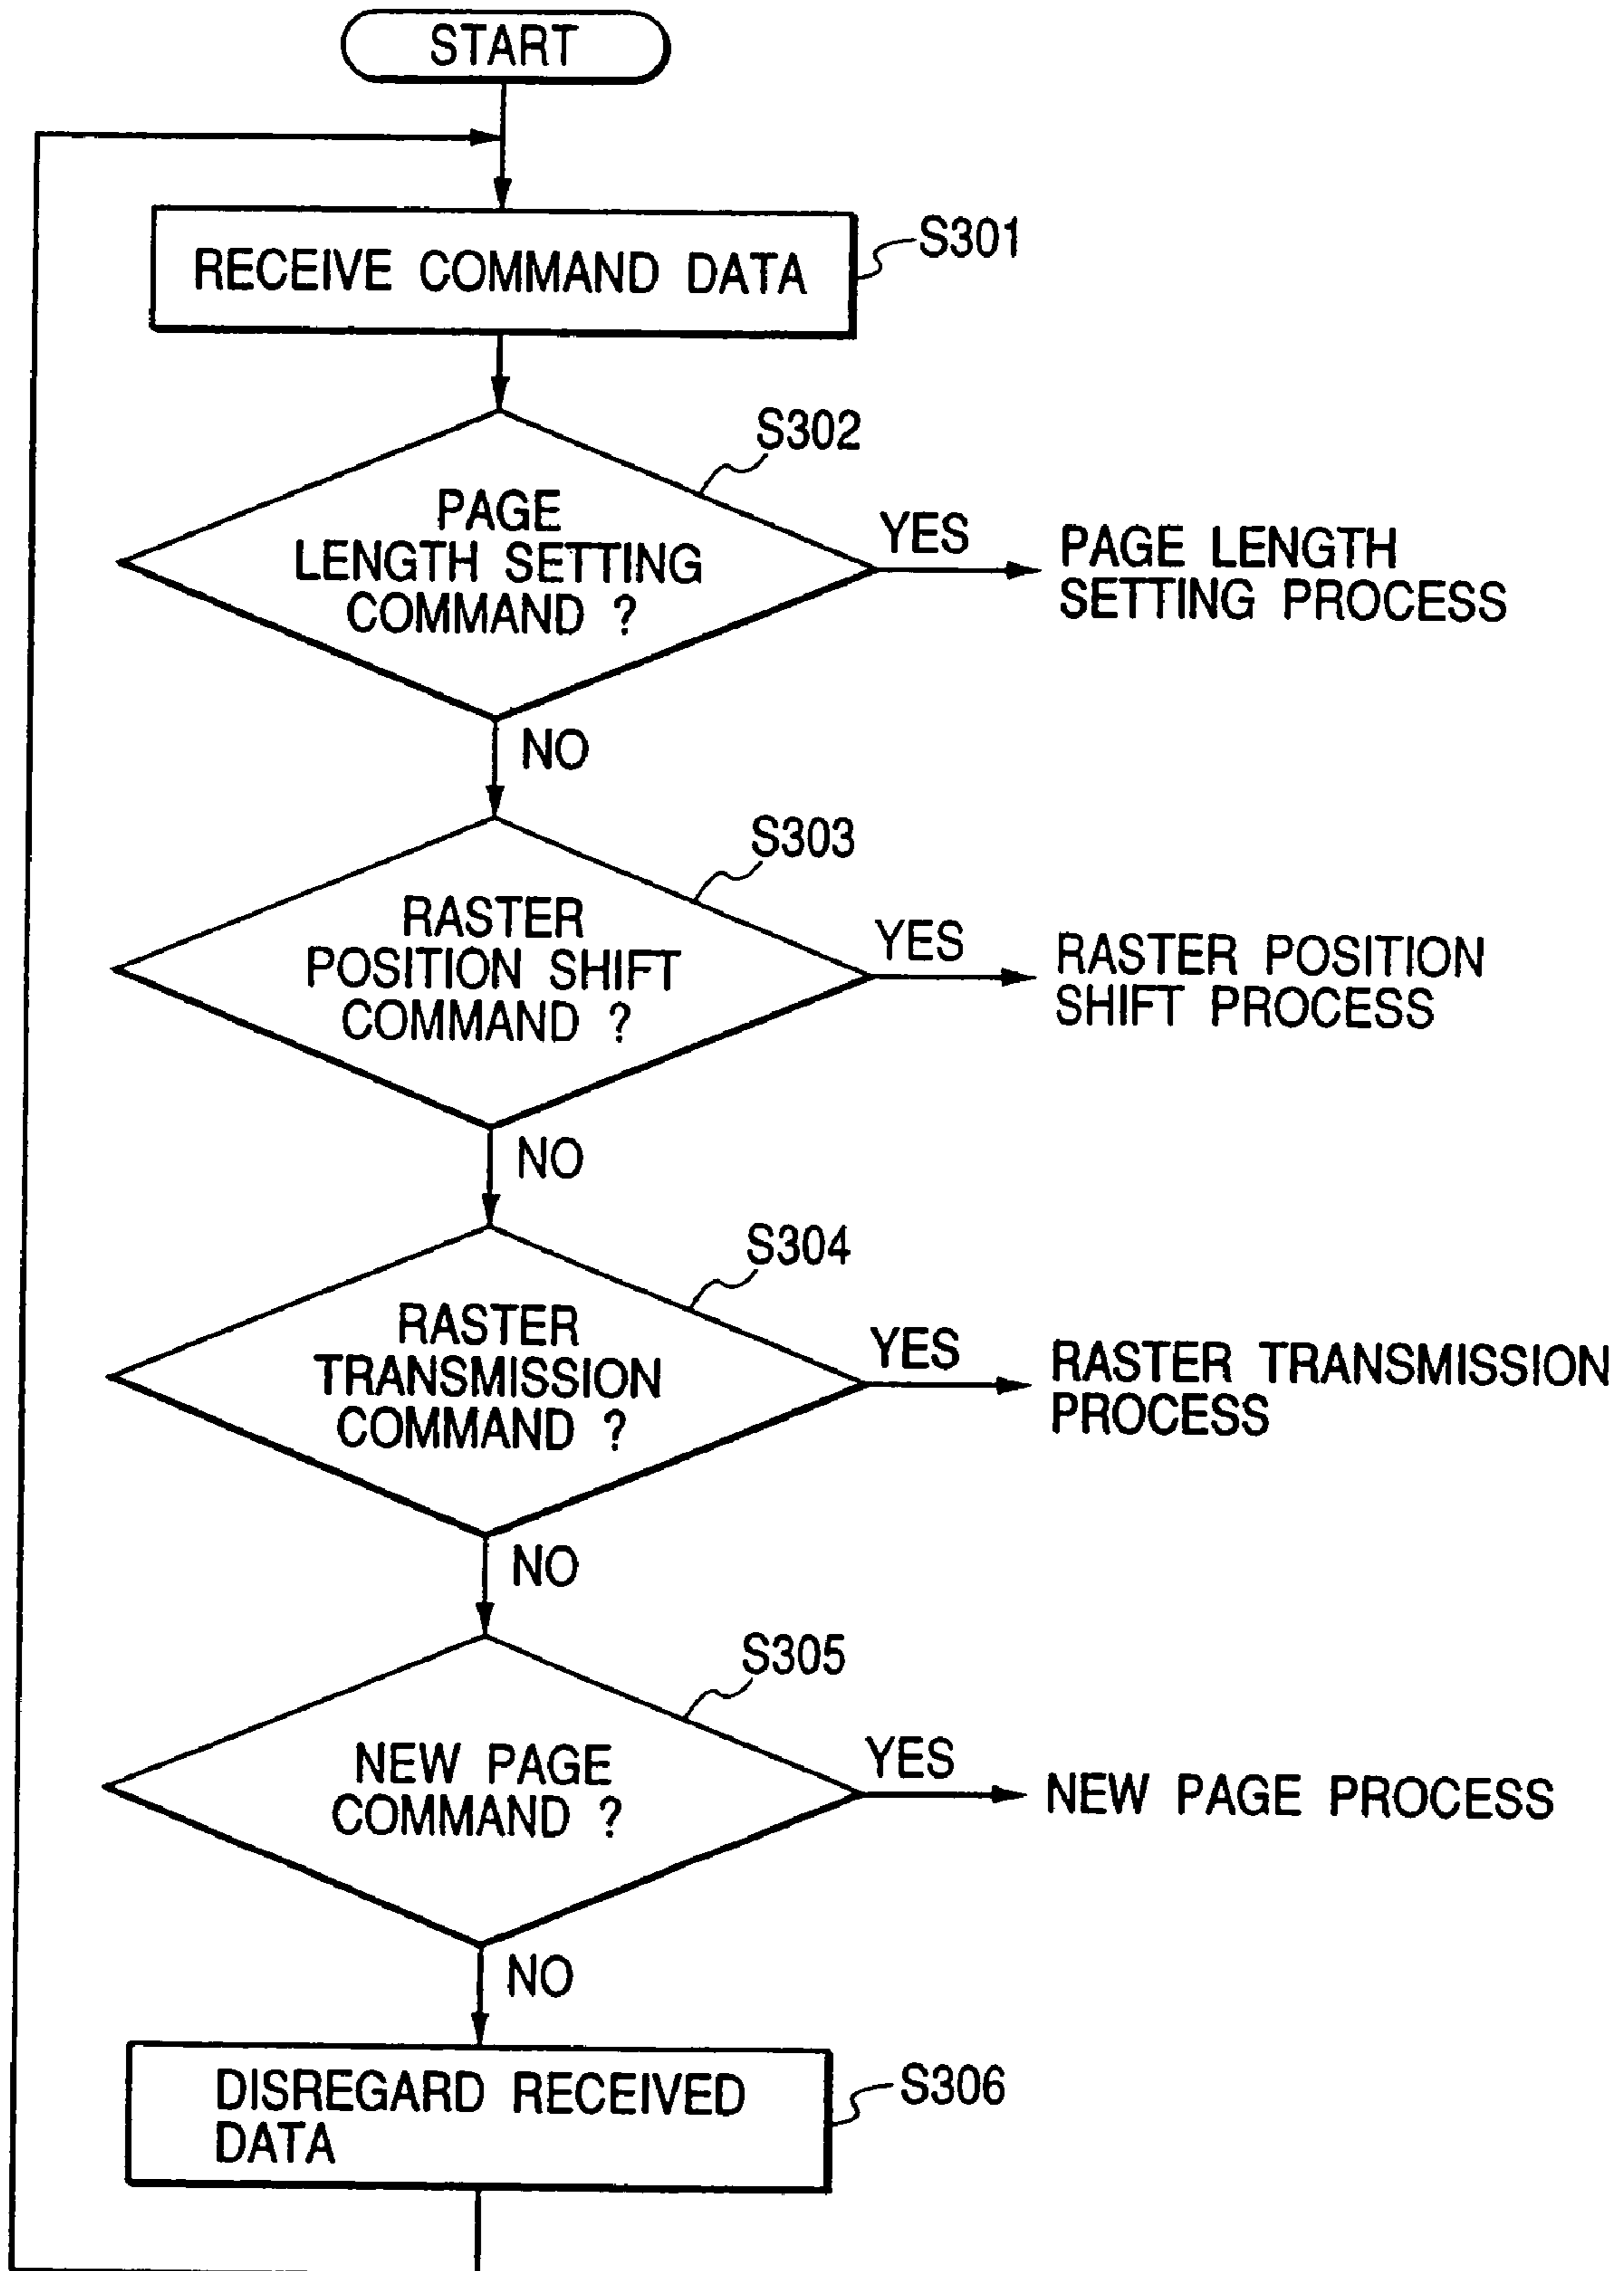 START
RECEIVE COMMAND DATA
S301
S302
PAGE
LENGTH SETTING
COMMAND ?
YES
PAGE LENGTH
SETTING PROCESS
NO
S303
RASTER
POSITION SHIFT
COMMAND ?
YES
RASTER POSITION
SHIFT PROCESS
NO
S304
RASTER
TRANSMISSION
COMMAND ?
YES
RASTER TRANSMISSION
PROCESS
NO
S305
NEW PAGE
COMMAND ?
YES
NEW PAGE PROCESS
NO
DISREGARD RECEIVED
DATA
S306